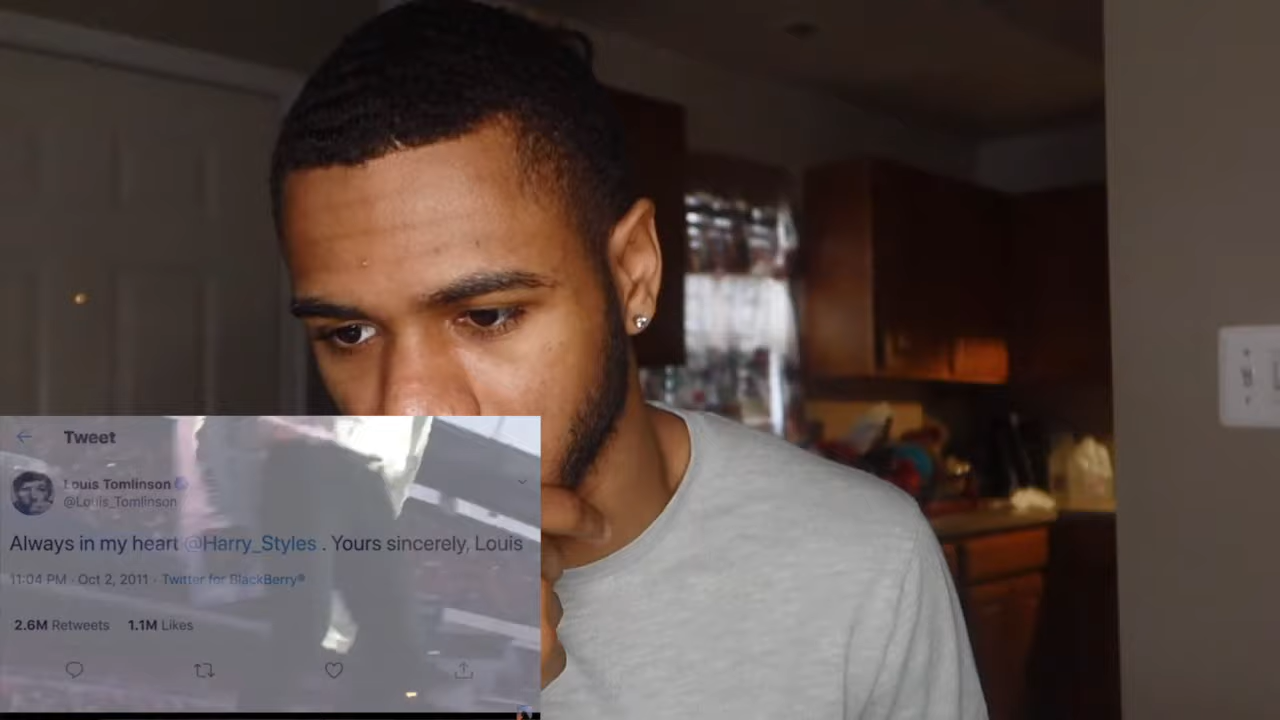 Tweet
Louis Tomlinson
@Louis_Tomlinson
Always in my heart @Harry_Styles . Yours sincerely, Louis
11:04 PM · Oct 2, 2011 · Twitter for BlackBerry®
2.6M Retweets 1.1M Likes